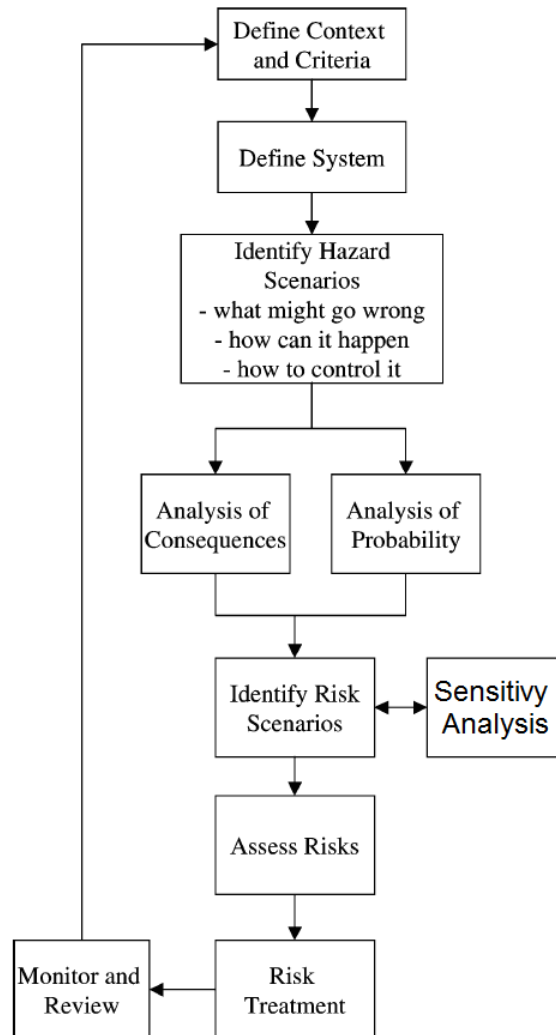 Define Context
and Criteria
Define System
Identify Hazard
Scenarios
- what might go wrong
- how can it happen
- how to control it
Analysis of
Consequences
Analysis of
Probability
Identify Risk
Scenarios
Sensitivy
Analysis
Assess Risks
Monitor and
Review
Risk
Treatment